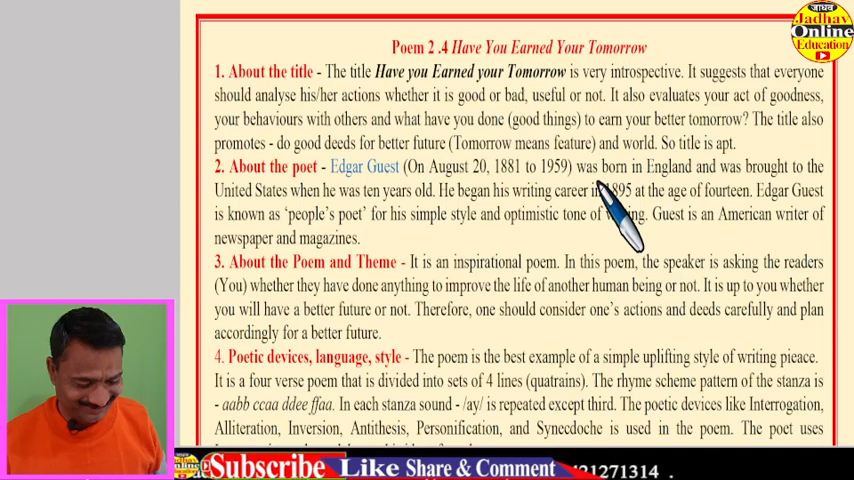 जाधव
Jadhav
Online
Education
Poem 2 .4 Have You Earned Your Tomorrow
1. About the title - The title Have you Earned your Tomorrow is very introspective. It suggests that everyone
should analyse his/her actions whether it is good or bad, useful or not. It also evaluates your act of goodness,
your behaviours with others and what have you done (good things) to earn your better tomorrow? The title also
promotes - do good deeds for better future (Tomorrow means feature) and world. So title is apt.
2. About the poet - Edgar Guest (On August 20, 1881 to 1959) was born in England and was brought to the
United States when he was ten years old. He began his writing career in 1895 at the age of fourteen. Edgar Guest
is known as 'people's poet' for his simple style and optimistic tone of Guest is an American writer of
newspaper and magazines.
3. About the Poem and Theme - It is an inspirational poem. In this poem, the speaker is asking the readers
(You) whether they have done anything to improve the life of another human being or not. It is up to you whether
you will have a better future or not. Therefore, one should consider one's actions and deeds carefully and plan
accordingly for a better future.
4. Poetic devices, language, style - The poem is the best example of a simple uplifting style of writing pieace.
It is a four verse poem that is divided into sets of 4 lines (quatrains). The rhyme scheme pattern of the stanza is
- aabb ccaa ddee ffaa. In each stanza sound - /ay/ is repeated except third. The poetic devices like Interrogation,
Alliteration, Inversion, Antithesis, Personification, and Synecdoche is used in the poem. The poet uses
जाधव
Jadhav
Online
Education
Subscribe Like Share & Comment 21271314 .